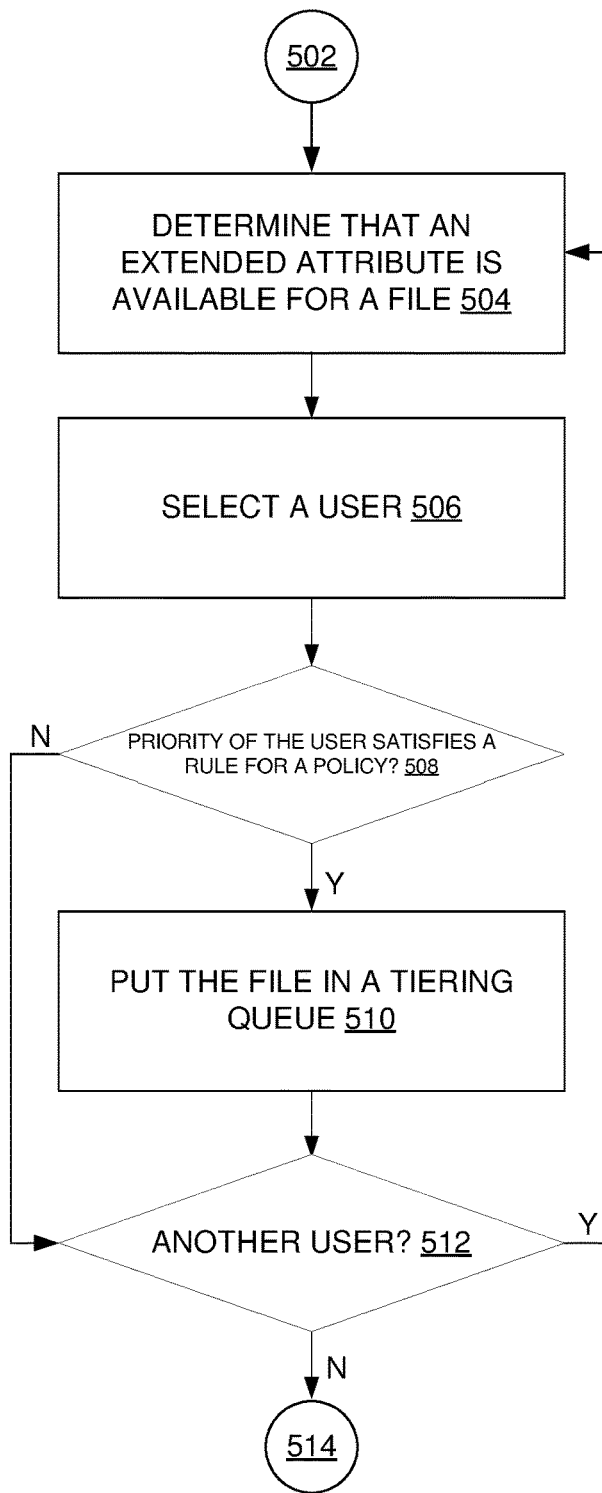 502
DETERMINE THAT AN
EXTENDED ATTRIBUTE IS
AVAILABLE FOR A FILE 504
SELECT A USER 506
N
PRIORITY OF THE USER SATISFIES A
RULE FOR A POLICY? 508
Y
PUT THE FILE IN A TIERING
QUEUE 510
ANOTHER USER? 512
Y
N
514